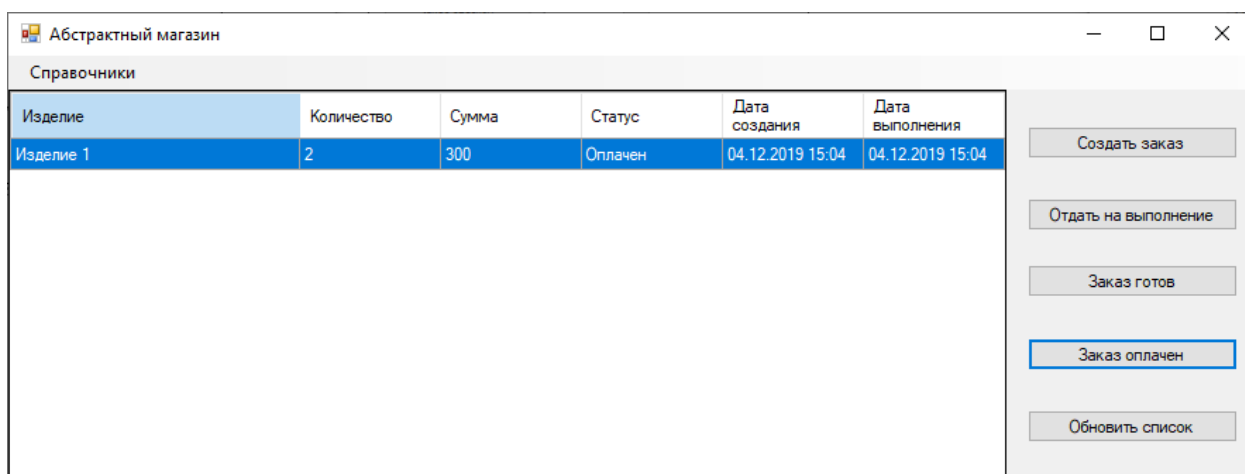 Абстрактный магазин
Справочники
Изделие Количество Сумма Статус Дата создания Дата выполнения
Изделие 1 2 300 Оплачен 04.12.2019 15:04 04.12.2019 15:04
Создать заказ
Отдать на выполнение
Заказ готов
Заказ оплачен
Обновить список